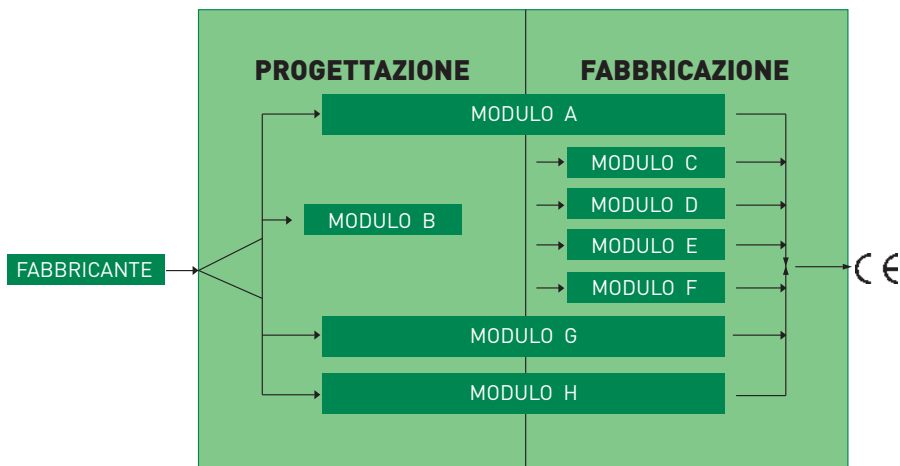 PROGETTAZIONE
FABBRICAZIONE
MODULO A
MODULO C
MODULO D
MODULO B
MODULO E
FABBRICANTE
CE
MODULO F
MODULO G
MODULO H